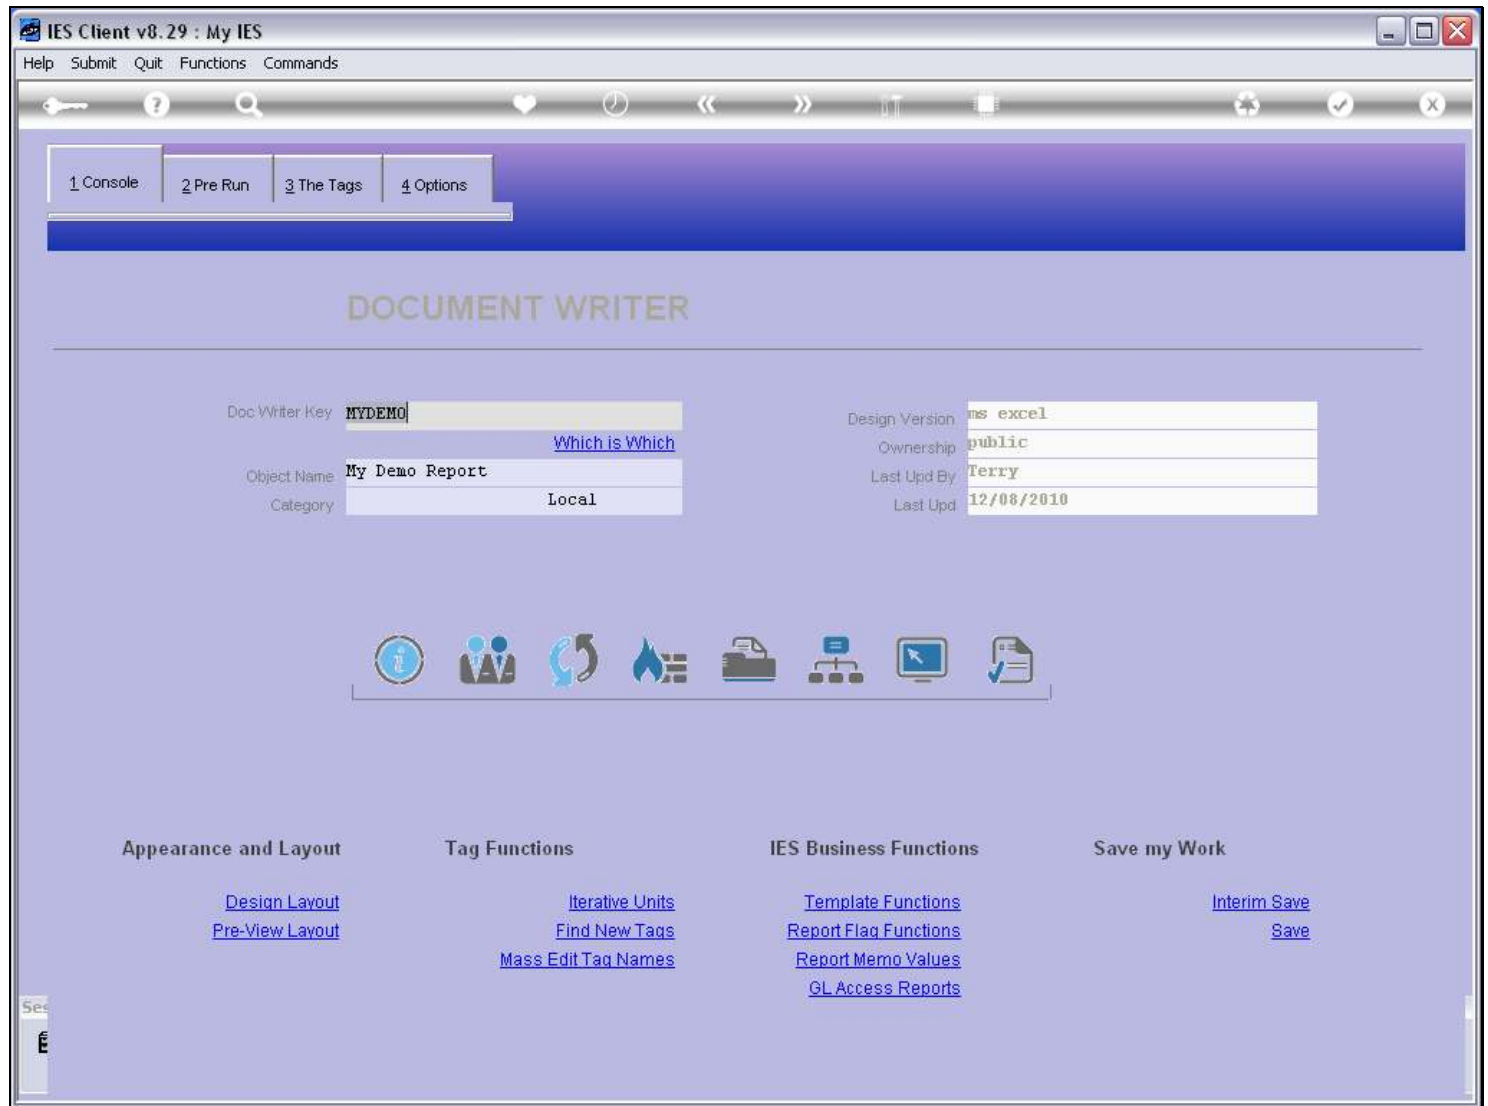 IES Client v8.29 : My IES
Help Submit Quit Functions Commands
1 Console 2 Pre Run 3 The Tags 4 Options
DOCUMENT WRITER
Doc Writer Key MYDEMO Design Version ms excel
Which is Which Ownership public
Object Name My Demo Report Last Upd By Terry
Category Local Last Upd 12/08/2010
Appearance and Layout Tag Functions IES Business Functions Save my Work
Design Layout Iterative Units Template Functions Interim Save
Pre-View Layout Find New Tags Report Flag Functions Save
Mass Edit Tag Names Report Memo Values
GL Access Reports